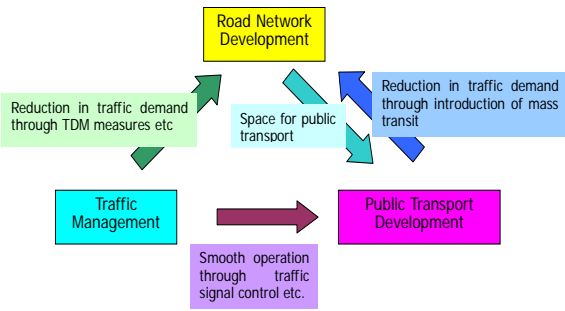 Road Network
Development
Reduction in traffic demand
through TDM measures etc
Space for public
transport
Reduction in traffic demand
through introduction of mass
transit
Traffic
Management
Public Transport
Development
Smooth operation
through traffic
signal control etc.